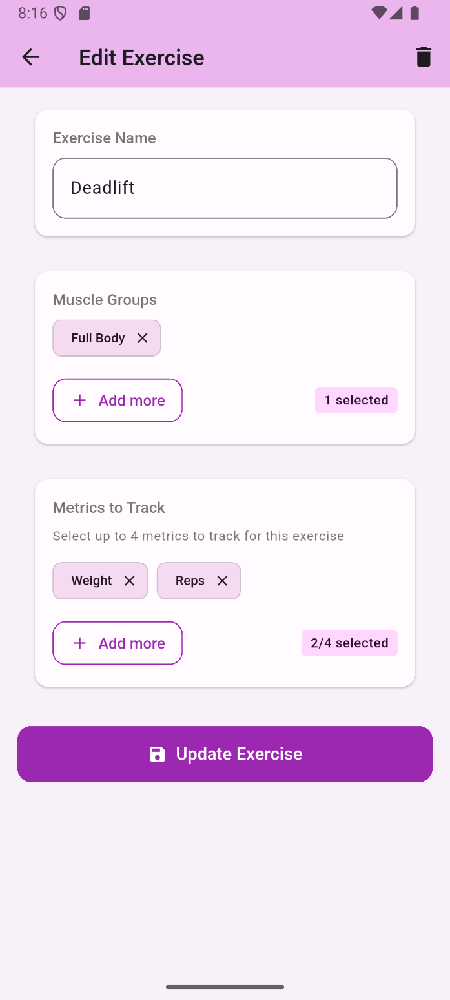 8:16
Edit Exercise
Exercise Name
Deadlift
Muscle Groups
Full Body
Add more
1 selected
Metrics to Track
Select up to 4 metrics to track for this exercise
Weight Reps
Add more
2/4 selected
Update Exercise